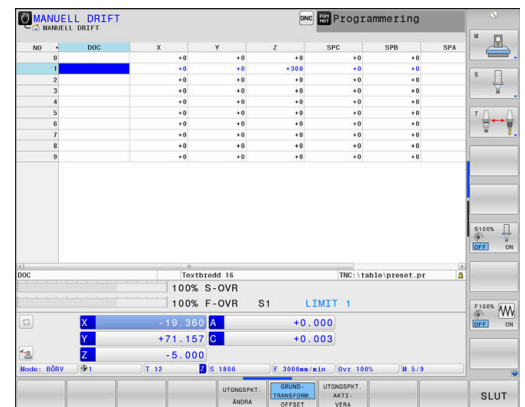 MANUELL DRIFT
MANUELL DRIFT
DNC
Programmering
NO DOC X Y Z SPC SPB SPA
0 +0 +0 +0 +0 +0
1 +0 +0 +300 +0 +0
2 +0 +0 +0 +0 +0
3 +0 +0 +0 +0 +0
4 +0 +0 +0 +0 +0
5 +0 +0 +0 +0 +0
6 +0 +0 +0 +0 +0
7 +0 +0 +0 +0 +0
8 +0 +0 +0 +0 +0
9 +0 +0 +0 +0 +0
DOC Textbredd 16 TNC:\table\preset.pr
100% S-OVR
100% F-OVR S1 LIMIT 1
X -19.360 A +0.000
Y +71.157 C +0.003
Z -5.000
Mode: BÖRV 1 T 12 Z S 1800 F 3000mm/min Ovr 100% M 5/9
UTGNGSPKT.
ÄNDRA
GRUND-
TRANSFORM.
OFFSET
UTGNGSPKT.
AKTI-
VERA
SLUT
M
S
T
S100%
OFF ON
F100%
OFF ON